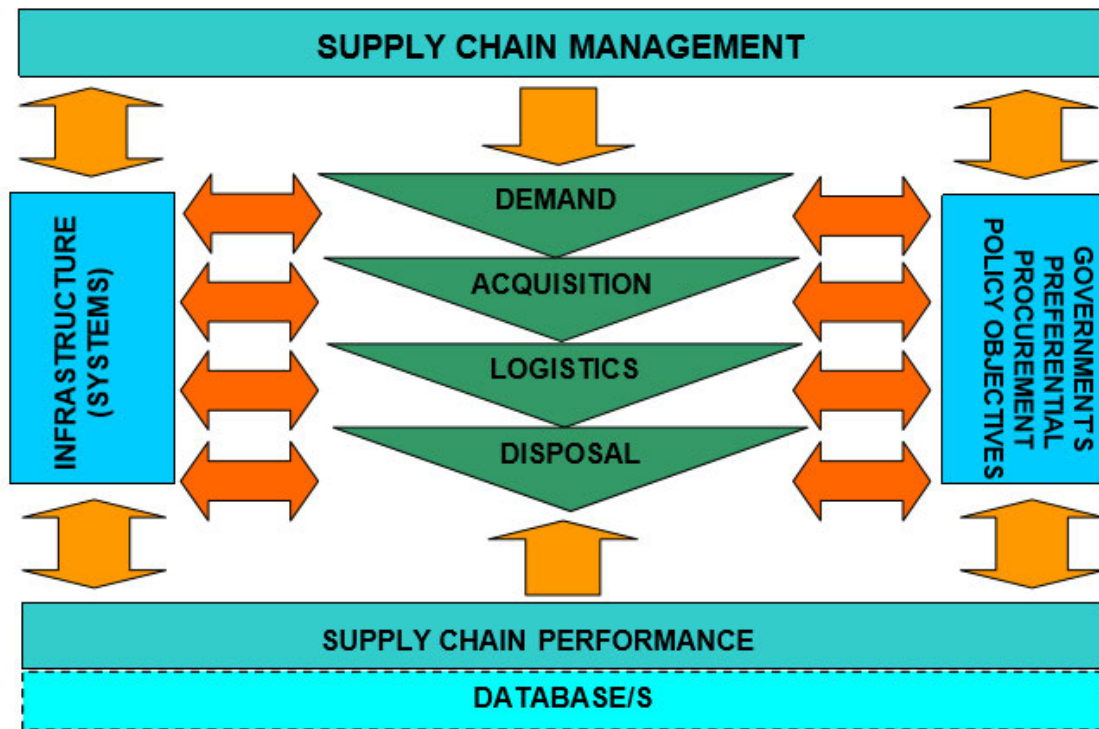 SUPPLY CHAIN MANAGEMENT
INFRASTRUCTURE
(SYSTEMS)
DEMAND
ACQUISITION
LOGISTICS
DISPOSAL
GOVERNMENT'S
PREFERENTIAL
PROCUREMENT
POLICY OBJECTIVES
SUPPLY CHAIN PERFORMANCE
DATABASE/S